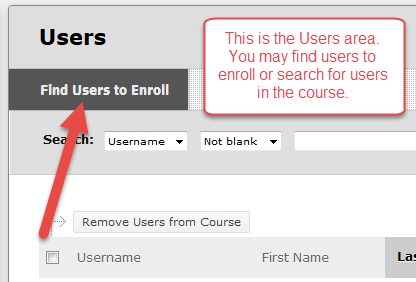 Users
This is the Users area.
You may find users to
enroll or search for users
in the course.
Find Users to Enroll
Search: Username Not blank
Remove Users from Course
Username First Name Las